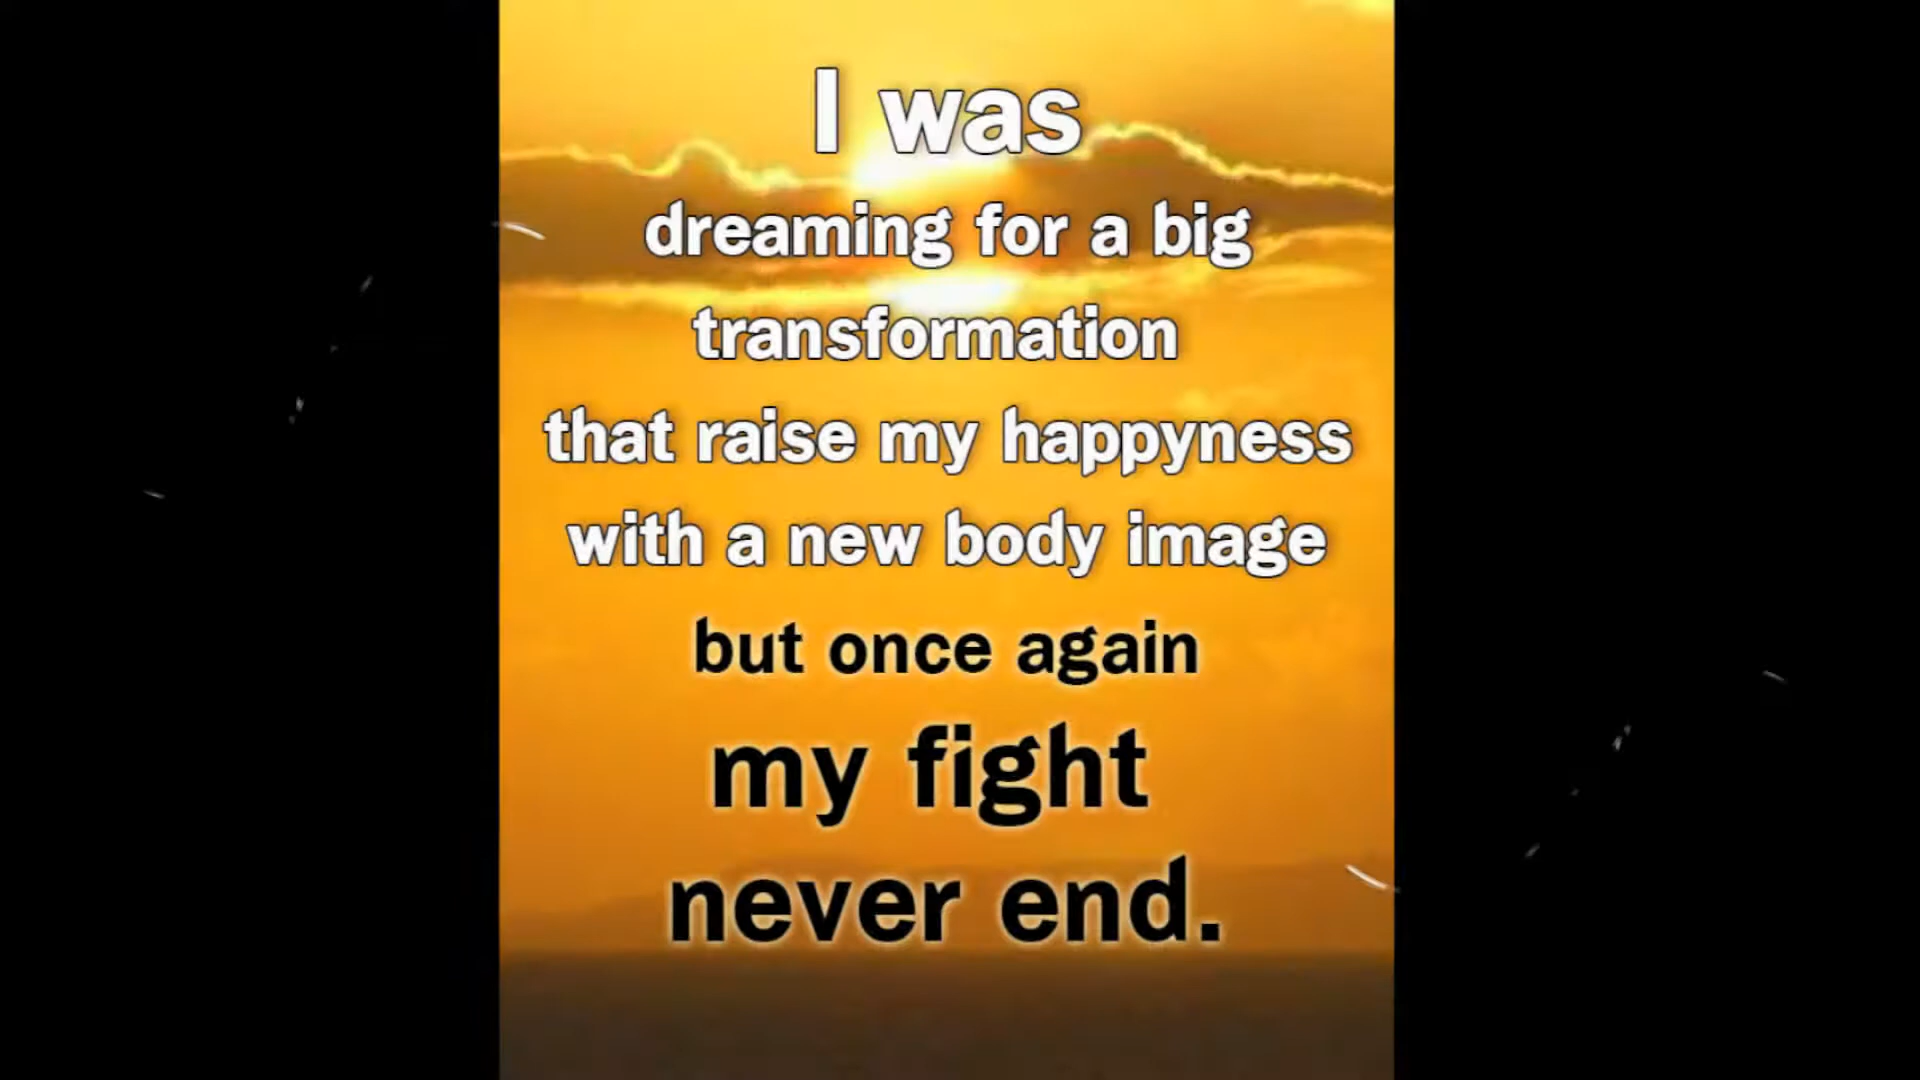 I was
dreaming for a big
transformation
that raise my happyness
with a new body image
but once again
my fight
never end.